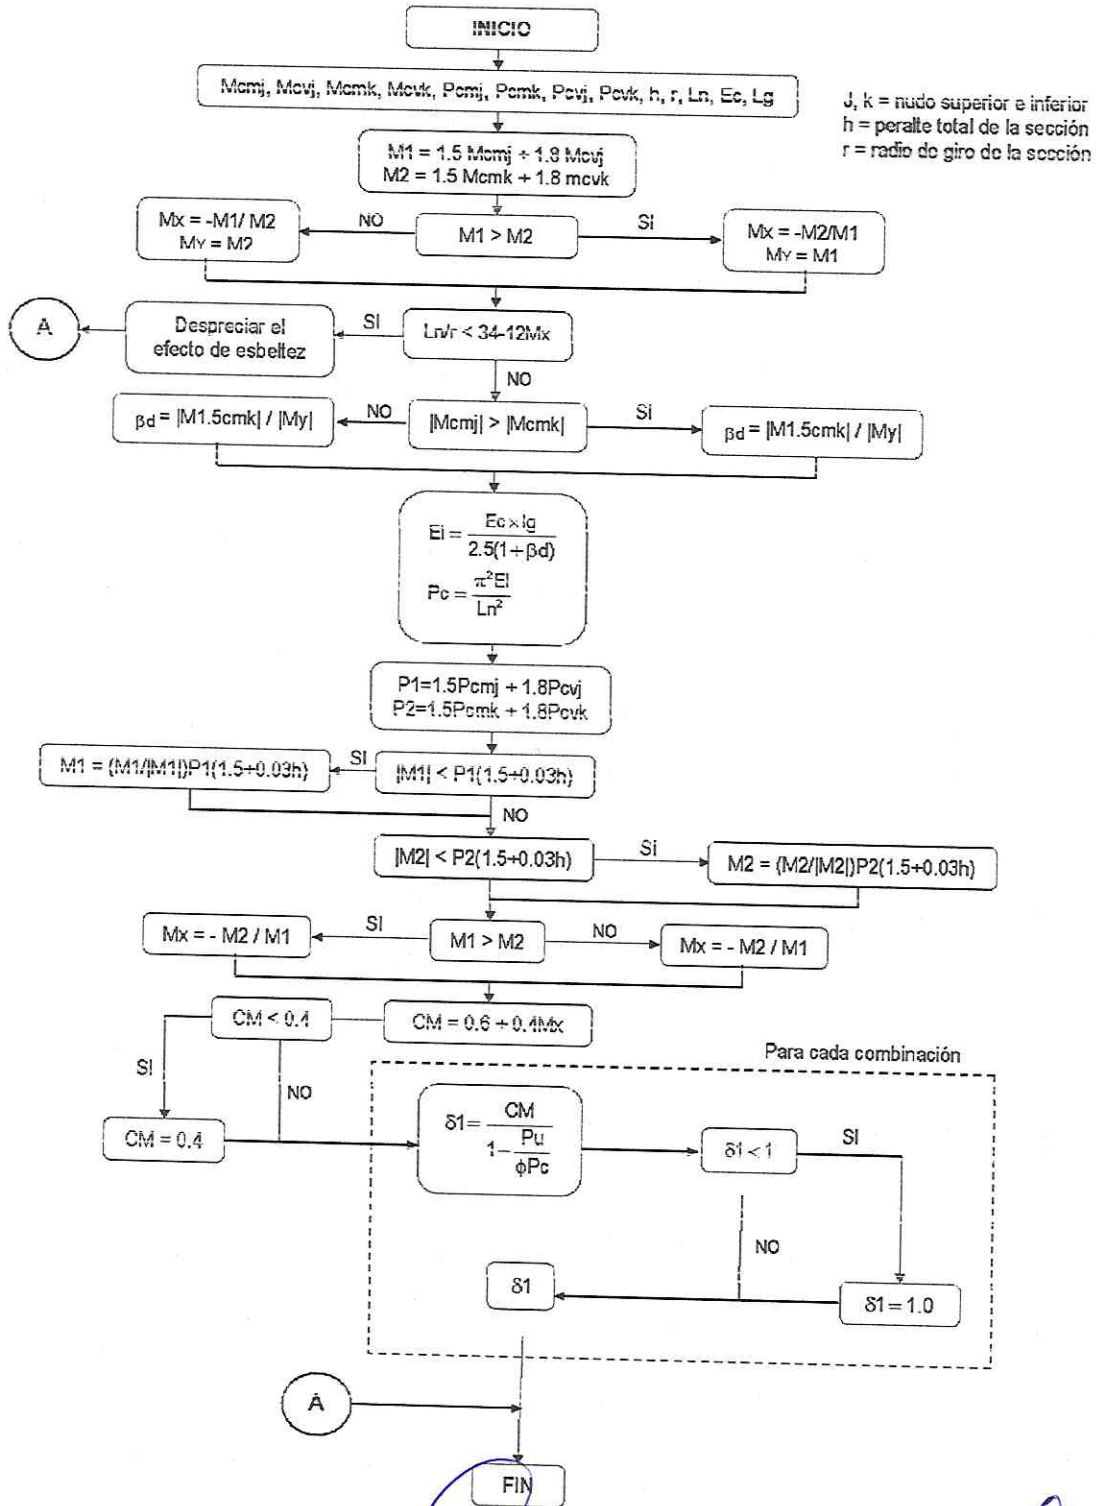 INICIO
Mcmj, Mcvj, Mcmk, Mcvk, Pcmj, Pcmk, Pcvj, Pcvk, h, r, Ln, Ec, Lg
J, k = nudo superior e inferior
h = peralte total de la sección
r = radio de giro de la sección
M1 = 1.5 Mcmj + 1.8 Mcvj
M2 = 1.5 Mcmk + 1.8 mcvk
Mx = -M1/ M2
My = M2
NO
M1 > M2
SI
Mx = -M2/M1
My = M1
A
Despreciar el
efecto de esbeltez
SI
Ln/r < 34-12Mx
NO
βd = |M1.5cmk| / |My|
NO
|Mcmj| > |Mcmk|
SI
βd = |M1.5cmk| / |My|
Ei = Ec×Ig / 2.5(1+βd)
Pc = π²EI / Ln²
P1=1.5Pcmj + 1.8Pcvj
P2=1.5Pcmk + 1.8Pcvk
M1 = (M1/|M1|)P1(1.5+0.03h)
SI
|M1| < P1(1.5+0.03h)
NO
|M2| < P2(1.5+0.03h)
SI
M2 = (M2/|M2|)P2(1.5+0.03h)
Mx = - M2 / M1
SI
M1 > M2
NO
Mx = - M2 / M1
CM < 0.4
CM = 0.6 + 0.4Mx
Para cada combinación
SI
NO
CM = 0.4
δ1 = CM / 1 - Pu / ϕPc
δ1 < 1
SI
NO
δ1
δ1 = 1.0
A
FIN